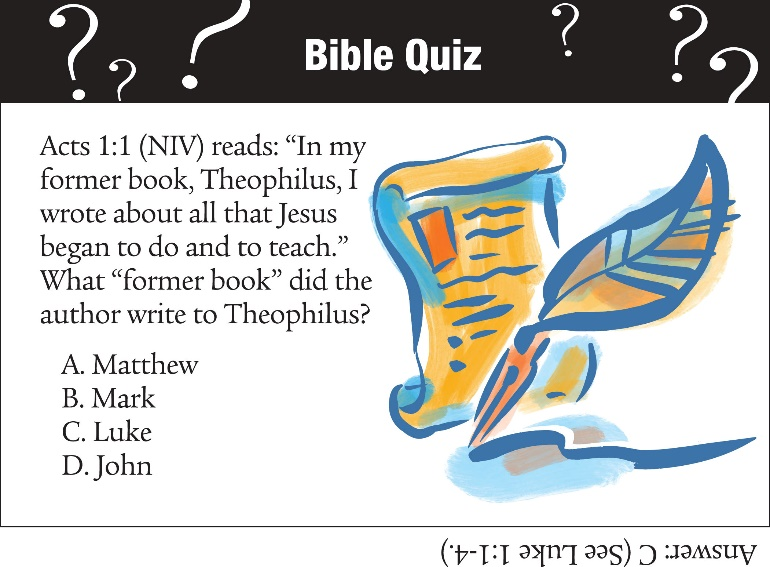 Bible Quiz
Acts 1:1 (NIV) reads: “In my
former book, Theophilus, I
wrote about all that Jesus
began to do and to teach.”
What “former book” did the
author write to Theophilus?
A. Matthew
B. Mark
C. Luke
D. John
Answer: C (See Luke 1:1-4.)